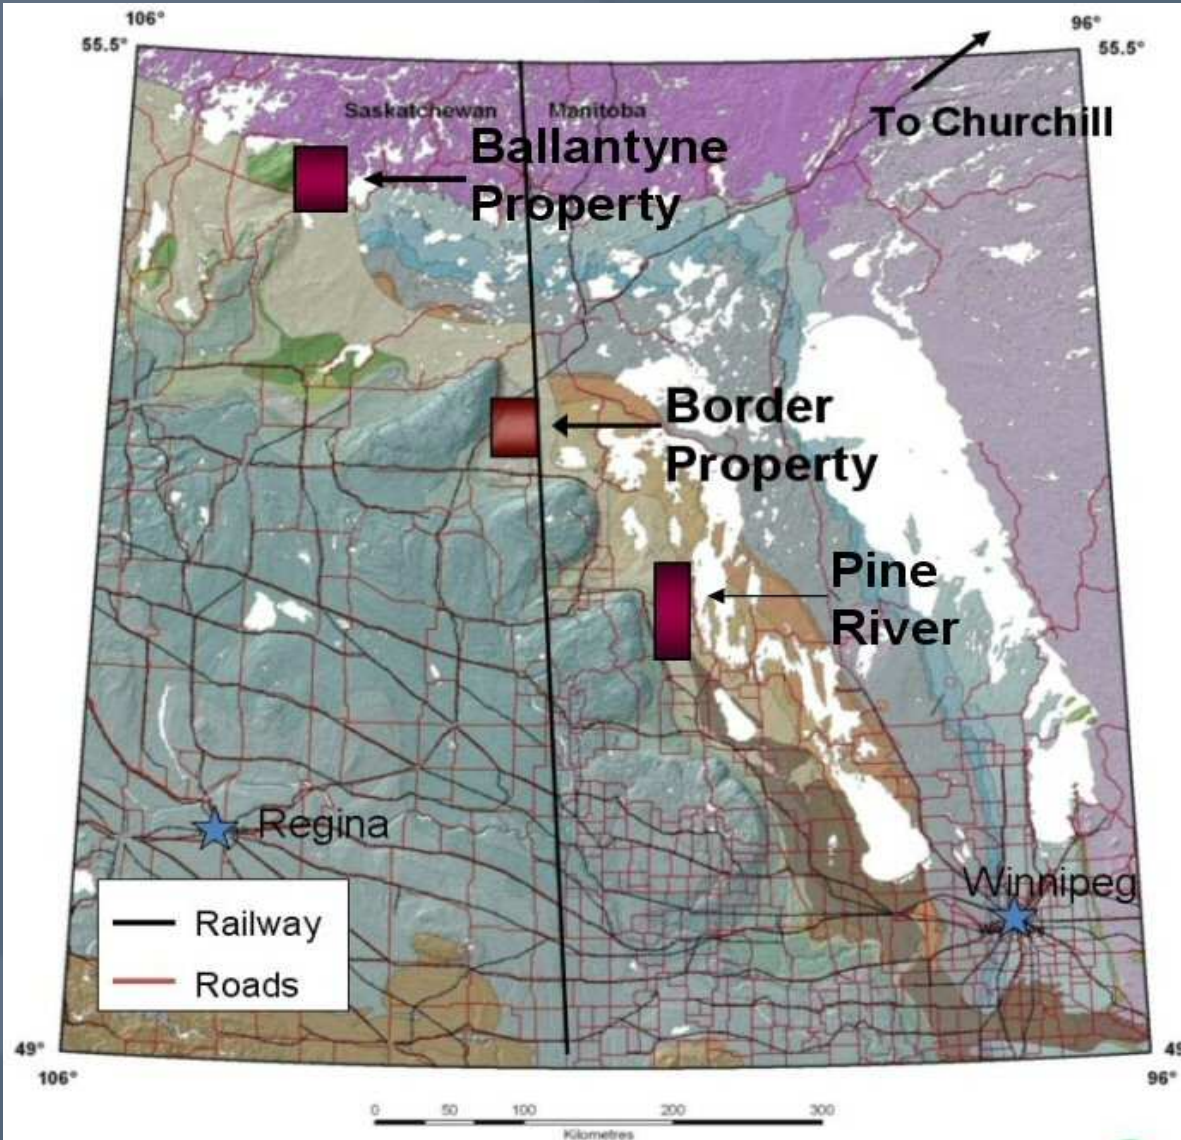 106°
96°
55.5°
55.5°
Saskatchewan
Manitoba
To Churchill
Ballantyne
Property
Border
Property
Pine
River
Regina
Winnipeg
Railway
Roads
49°
49
106°
96°
0 50 100 200 300
Kilometres